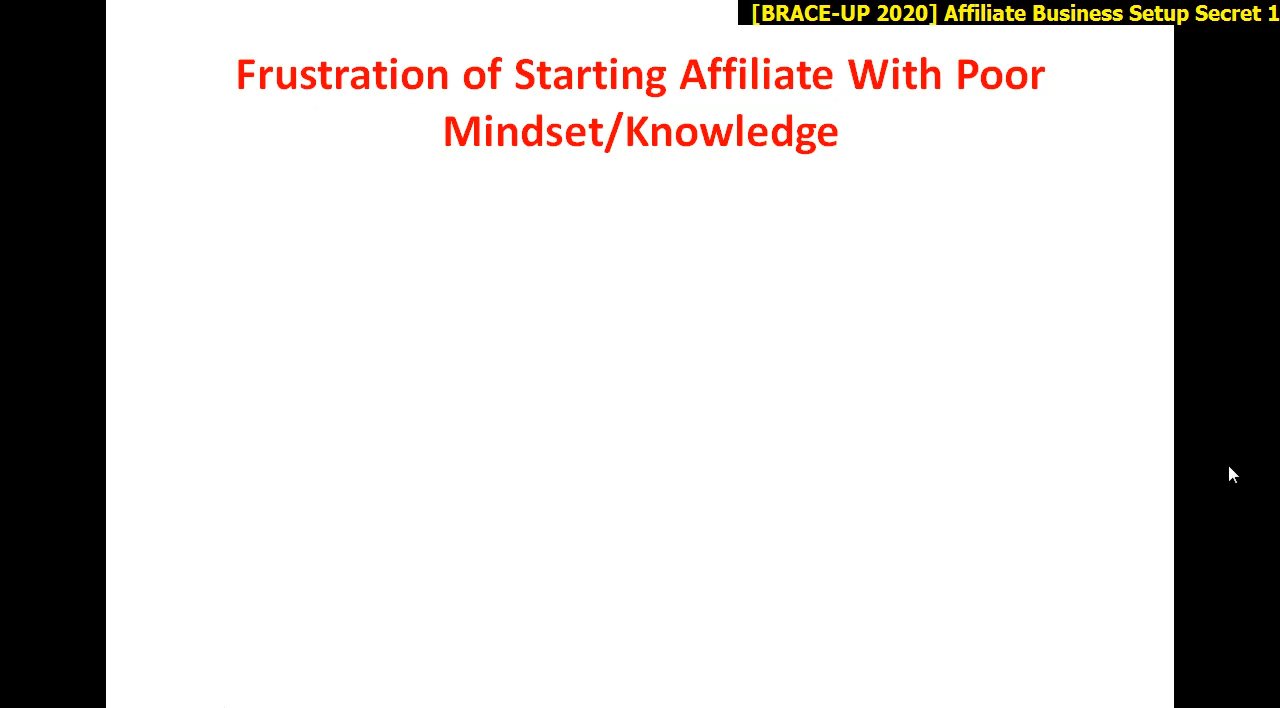 [BRACE-UP 2020] Affiliate Business Setup Secret 1
Frustration of Starting Affiliate With Poor
Mindset/Knowledge